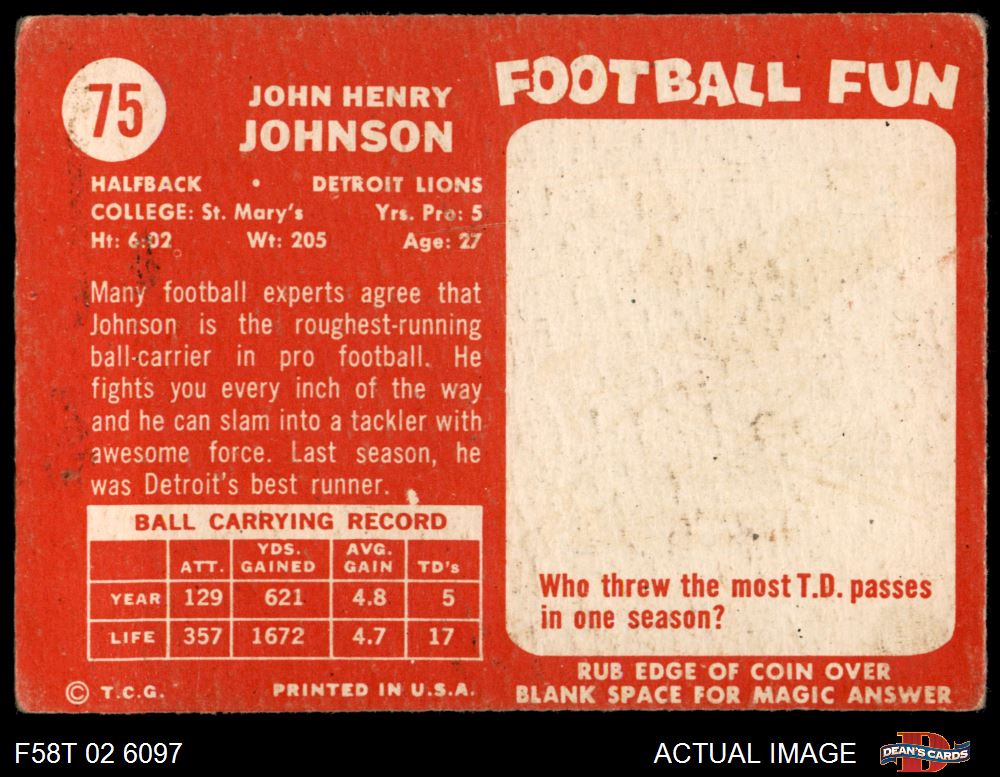 75
JOHN HENRY
JOHNSON
HALFBACK • DETROIT LIONS
COLLEGE: St. Mary's Yrs. Pro: 5
Ht: 6:02 Wt: 205 Age: 27
Many football experts agree that
Johnson is the roughest-running
ball-carrier in pro football. He
fights you every inch of the way
and he can slam into a tackler with
awesome force. Last season, he
was Detroit's best runner.
BALL CARRYING RECORD
ATT. YDS. GAINED AVG. GAIN TD's
YEAR 129 621 4.8 5
LIFE 357 1672 4.7 17
© T.C.G. PRINTED IN U.S.A.
FOOTBALL FUN
Who threw the most T.D. passes
in one season?
RUB EDGE OF COIN OVER
BLANK SPACE FOR MAGIC ANSWER
F58T 02 6097
ACTUAL IMAGE
D
DEAN'S CARDS